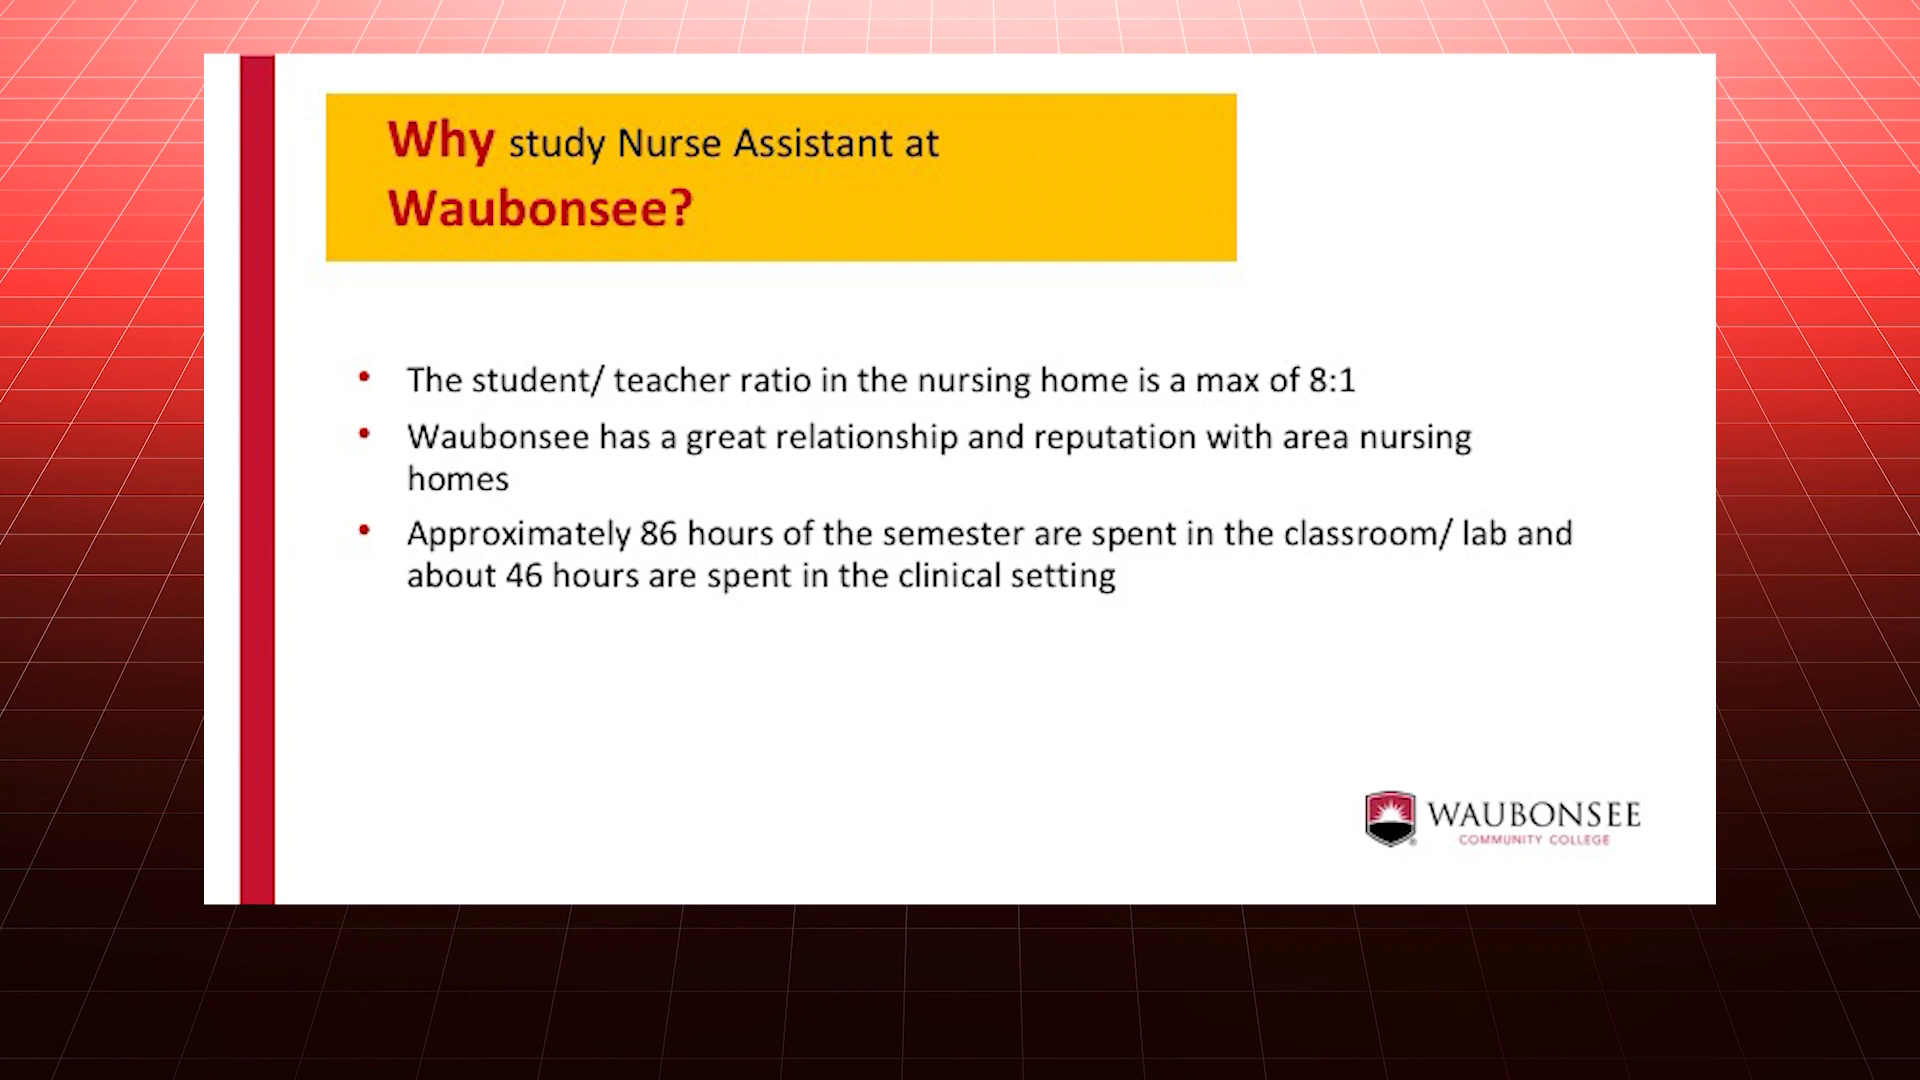 Why study Nurse Assistant at
Waubonsee?
• The student/ teacher ratio in the nursing home is a max of 8:1
• Waubonsee has a great relationship and reputation with area nursing
homes
• Approximately 86 hours of the semester are spent in the classroom/ lab and
about 46 hours are spent in the clinical setting
WAUBONSEE
COMMUNITY COLLEGE